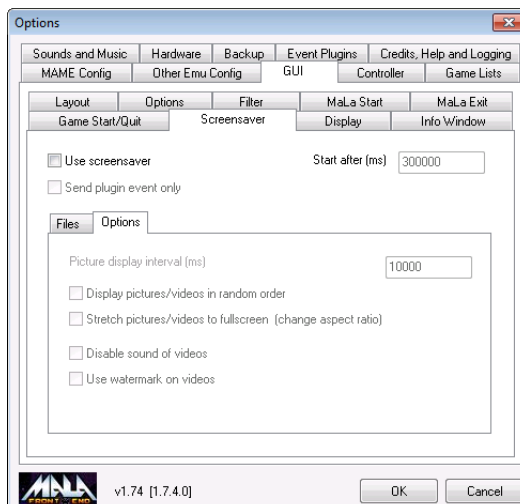 Options
Sounds and Music Hardware Backup Event Plugins Credits, Help and Logging
MAME Config Other Emu Config GUI Controller Game Lists
Layout Options Filter MaLa Start MaLa Exit
Game Start/Quit Screensaver Display Info Window
Use screensaver Start after (ms) 300000
Send plugin event only
Files Options
Picture display interval (ms) 10000
Display pictures/videos in random order
Stretch pictures/videos to fullscreen (change aspect ratio)
Disable sound of videos
Use watermark on videos
MALA
FRONT END
v1.74 [1.7.4.0] OK Cancel